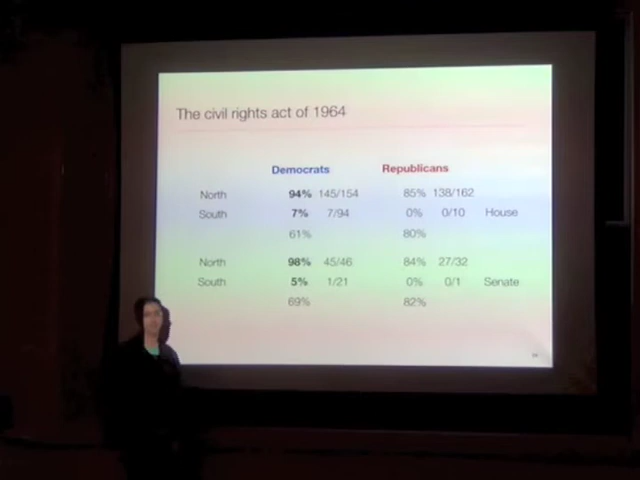 The civil rights act of 1964
Democrats Republicans
North 94% 145/154 85% 138/162
South 7% 7/94 0% 0/10 House
61% 80%
North 98% 45/46 84% 27/32
South 5% 1/21 0% 0/1 Senate
69% 82%